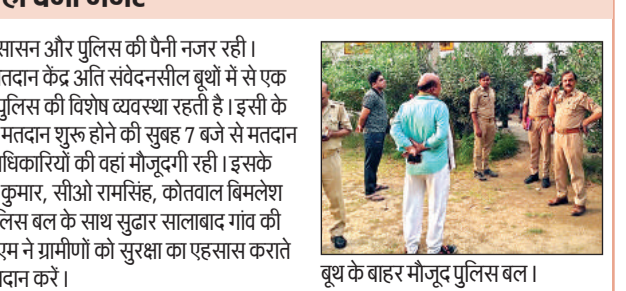 सासन और पुलिस की पैनी नजर रही।
तदान केंद्र अति संवेदनसील बूथों में से एक
पुलिस की विशेष व्यवस्था रहती है। इसी के
मतदान शुरू होने की सुबह 7 बजे से मतदान
धिकारियों की वहां मौजूदगी रही। इसके
कुमार, सीओ रामसिंह, कोतवाल बिमलेश
लिस बल के साथ सुढार सालाबाद गांव की
एम ने ग्रामीणों को सुरक्षा का एहसास कराते
दान करें।
बूथ के बाहर मौजूद पुलिस बल।